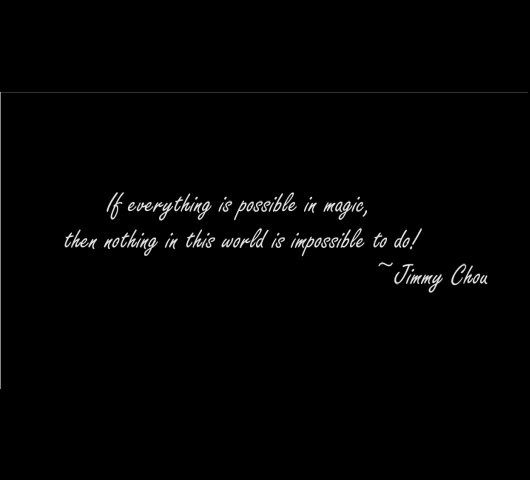 If everything is possible in magic,
then nothing in this world is impossible to do!
~Jimmy Chou